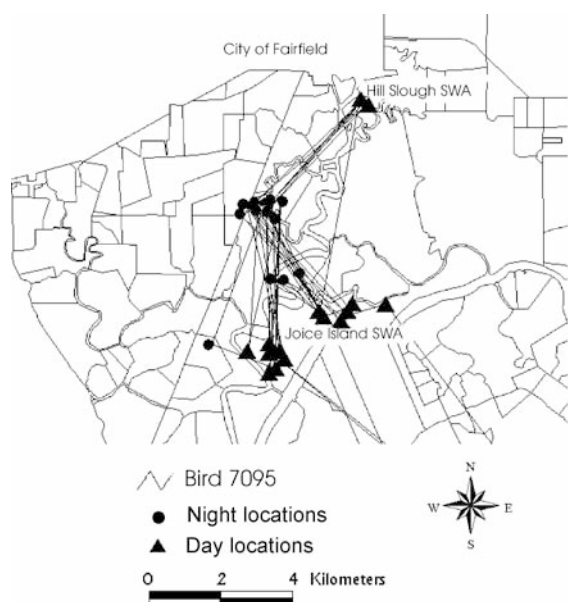 City of Fairfield
Hill Slough SWA
Joice Island SWA
Bird 7095
Night locations
Day locations
N
W E
S
0 2 4 Kilometers